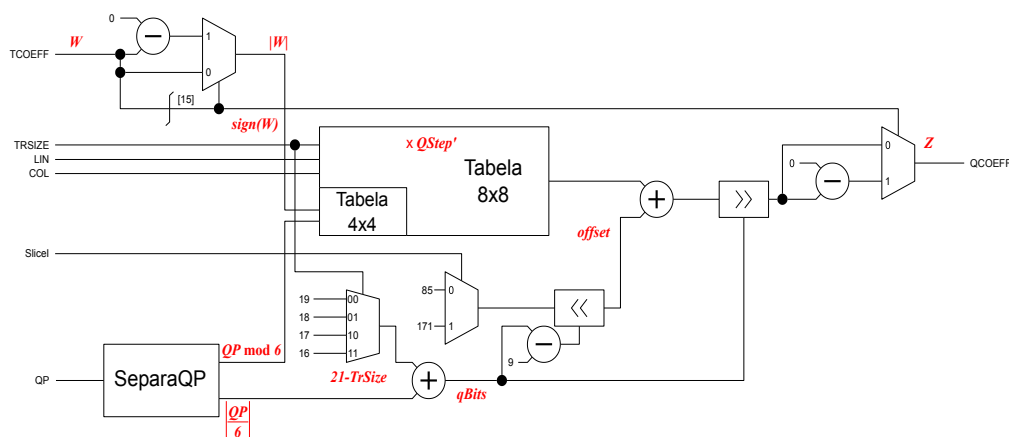 0
TCOEFF
W
1
|W|
0
[15]
sign(W)
TRSIZE
LIN
COL
x QStep'
Tabela
8x8
Tabela
4x4
0
Z
0
1
QCOEFF
>>
offset
SliceI
85
0
171
1
<<
9
19
00
18
01
17
10
16
11
21-TrSize
QP mod 6
QP
SeparaQP
qBits
QP
6